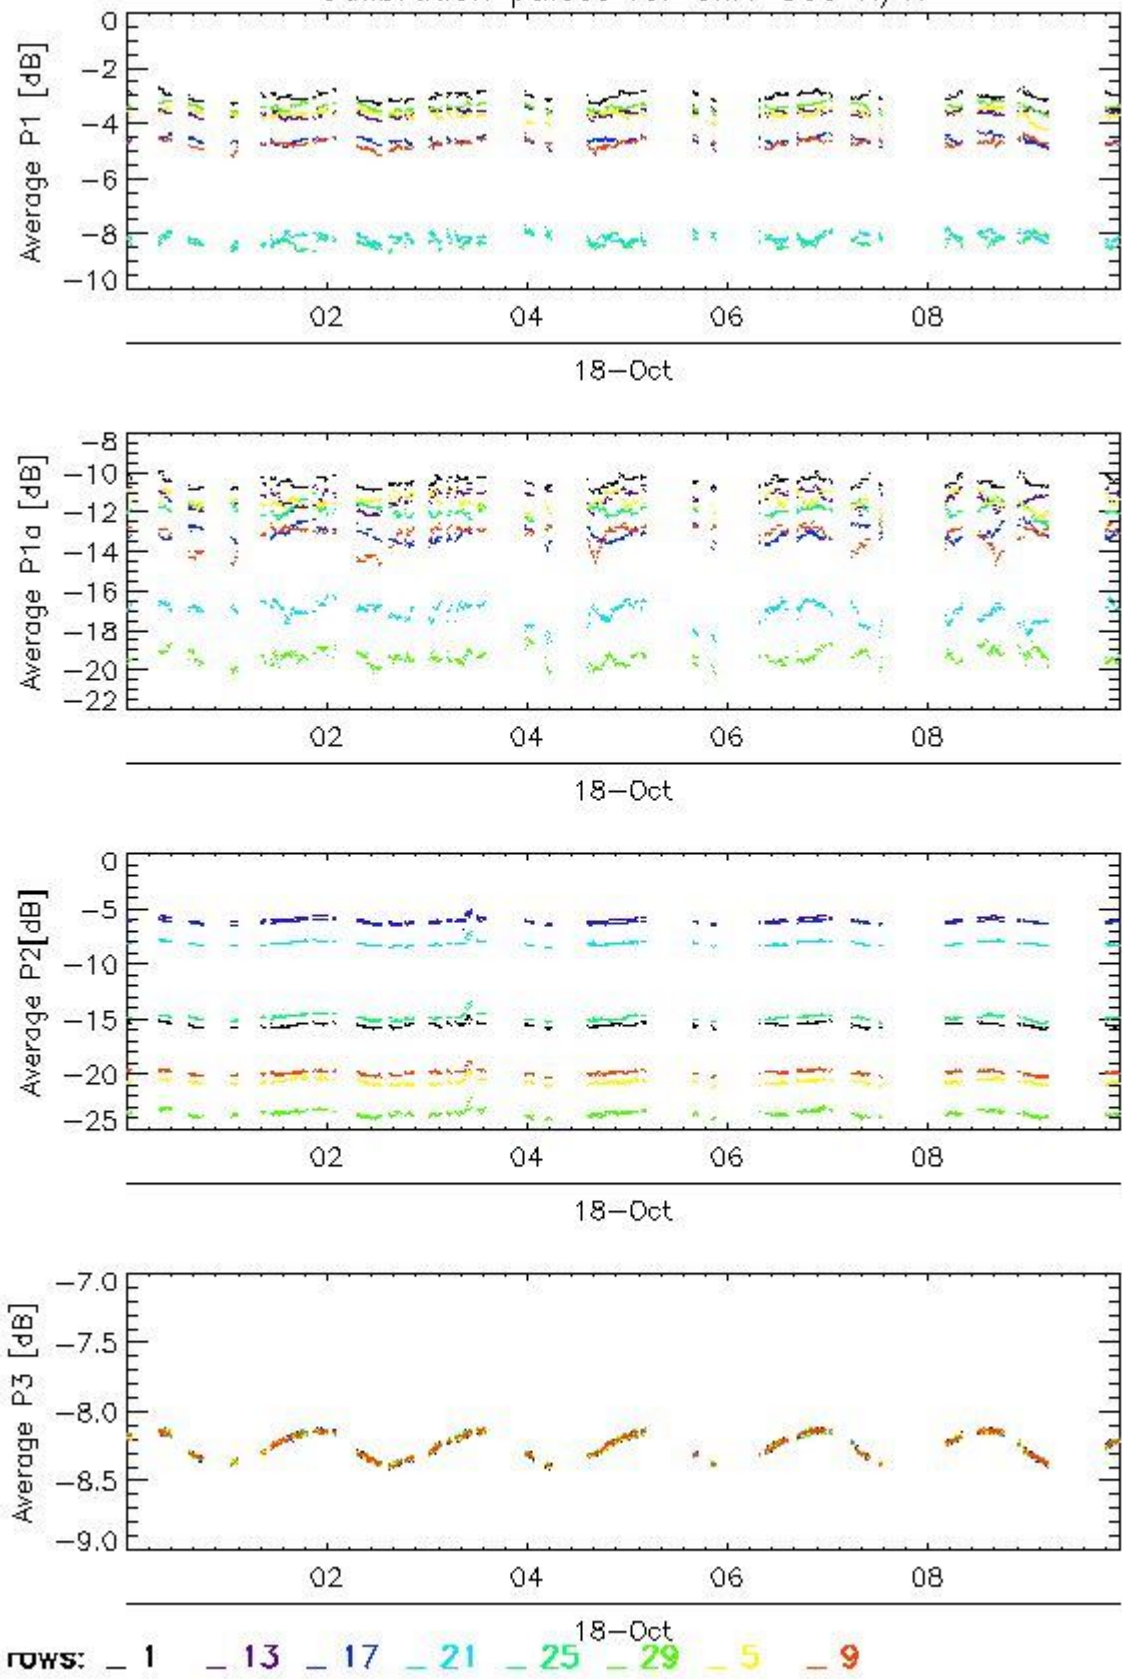 0
-2
-4
-6
-8
-10
Average P1 [dB]
02 04 06 08
18-Oct
-8
-10
-12
-14
-16
-18
-20
-22
Average P1a [dB]
02 04 06 08
18-Oct
0
-5
-10
-15
-20
-25
Average P2[dB]
02 04 06 08
18-Oct
-7.0
-7.5
-8.0
-8.5
-9.0
Average P3 [dB]
02 04 06 08
18-Oct
rows: _ 1 _ 13 _ 17 _ 21 _ 25 _ 29 _ 5 _ 9